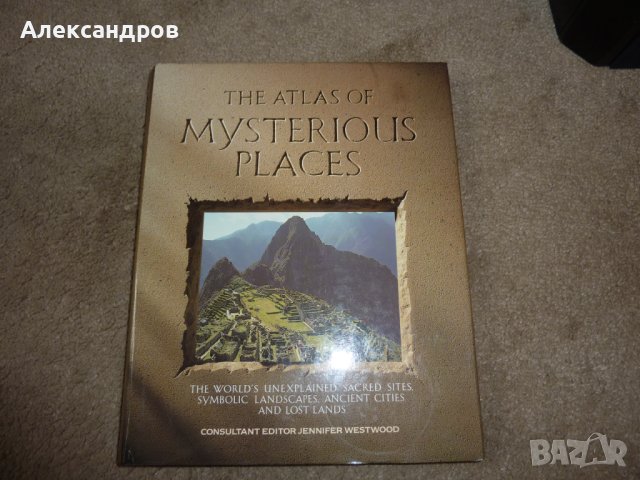 Александров
THE ATLAS OF
MYSTERIOUS
PLACES
THE WORLD'S UNEXPLAINED SACRED SITES,
SYMBOLIC LANDSCAPES, ANCIENT CITIES
AND LOST LANDS
CONSULTANT EDITOR JENNIFER WESTWOOD
BAZAR